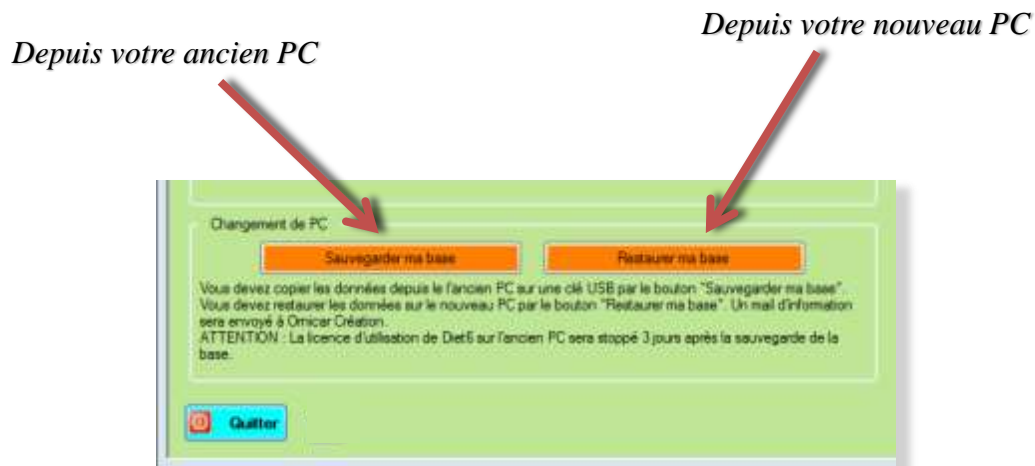 Depuis votre nouveau PC
Depuis votre ancien PC
Changement de PC
Sauvegarder ma base
Restaurer ma base
Vous devez copier les données depuis le l'ancien PC sur une clé USB par le bouton "Sauvegarder ma base".
Vous devez restaurer les données sur le nouveau PC par le bouton "Restaurer ma base". Un mail d'information
sera envoyé à Omicar Création.
ATTENTION : La licence d'utilisation de Diet6 sur l'ancien PC sera stoppé 3 jours après la sauvegarde de la
base.
Quitter